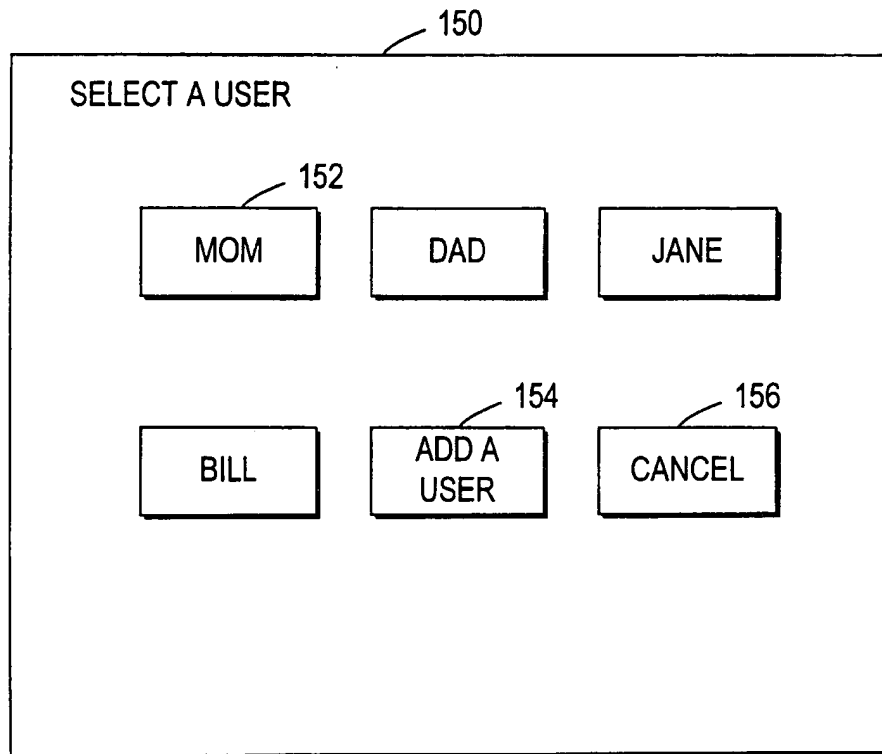 150
SELECT A USER
152
MOM
DAD
JANE
154
156
BILL
ADD A
USER
CANCEL